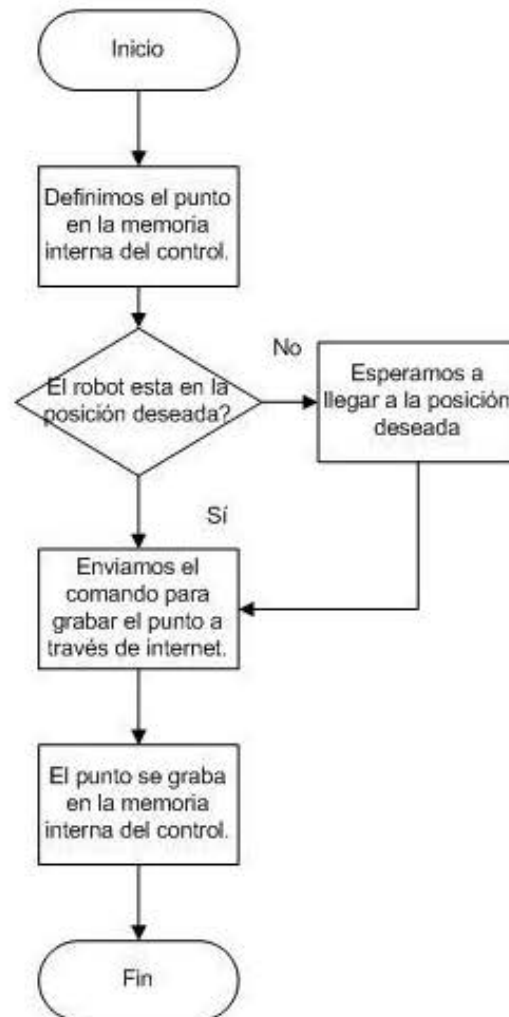 Inicio
Definimos el punto
en la memoria
interna del control.
El robot esta en la
posición deseada?
No
Esperamos a
llegar a la posición
deseada
Sí
Enviamos el
comando para
grabar el punto a
través de internet.
El punto se graba
en la memoria
interna del control.
Fin